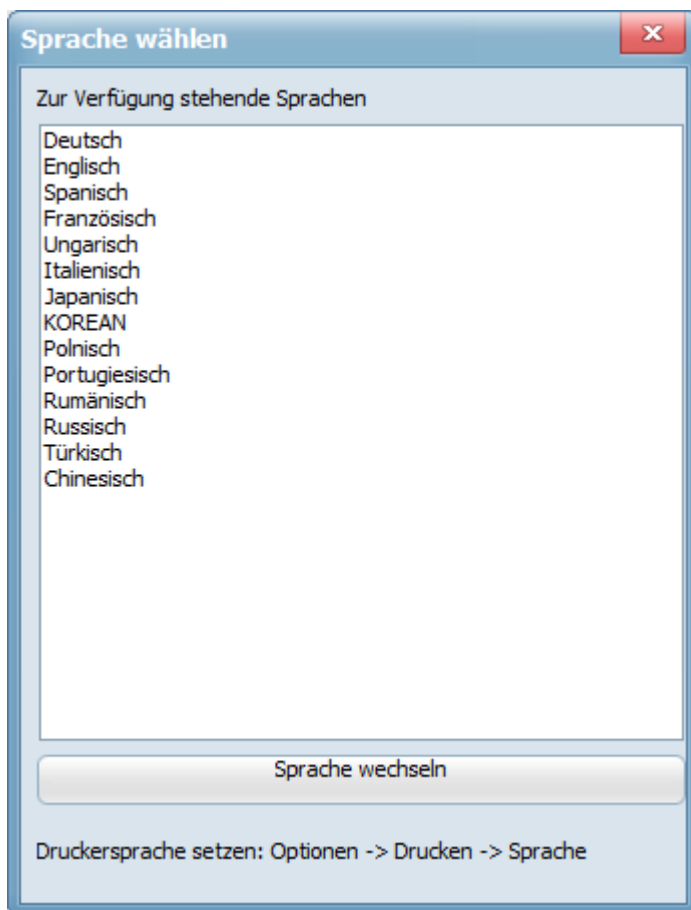 Sprache wählen
Zur Verfügung stehende Sprachen
Deutsch
Englisch
Spanisch
Französisch
Ungarisch
Italienisch
Japanisch
KOREAN
Polnisch
Portugiesisch
Rumänisch
Russisch
Türkisch
Chinesisch
Sprache wechseln
Druckersprache setzen: Optionen -> Drucken -> Sprache